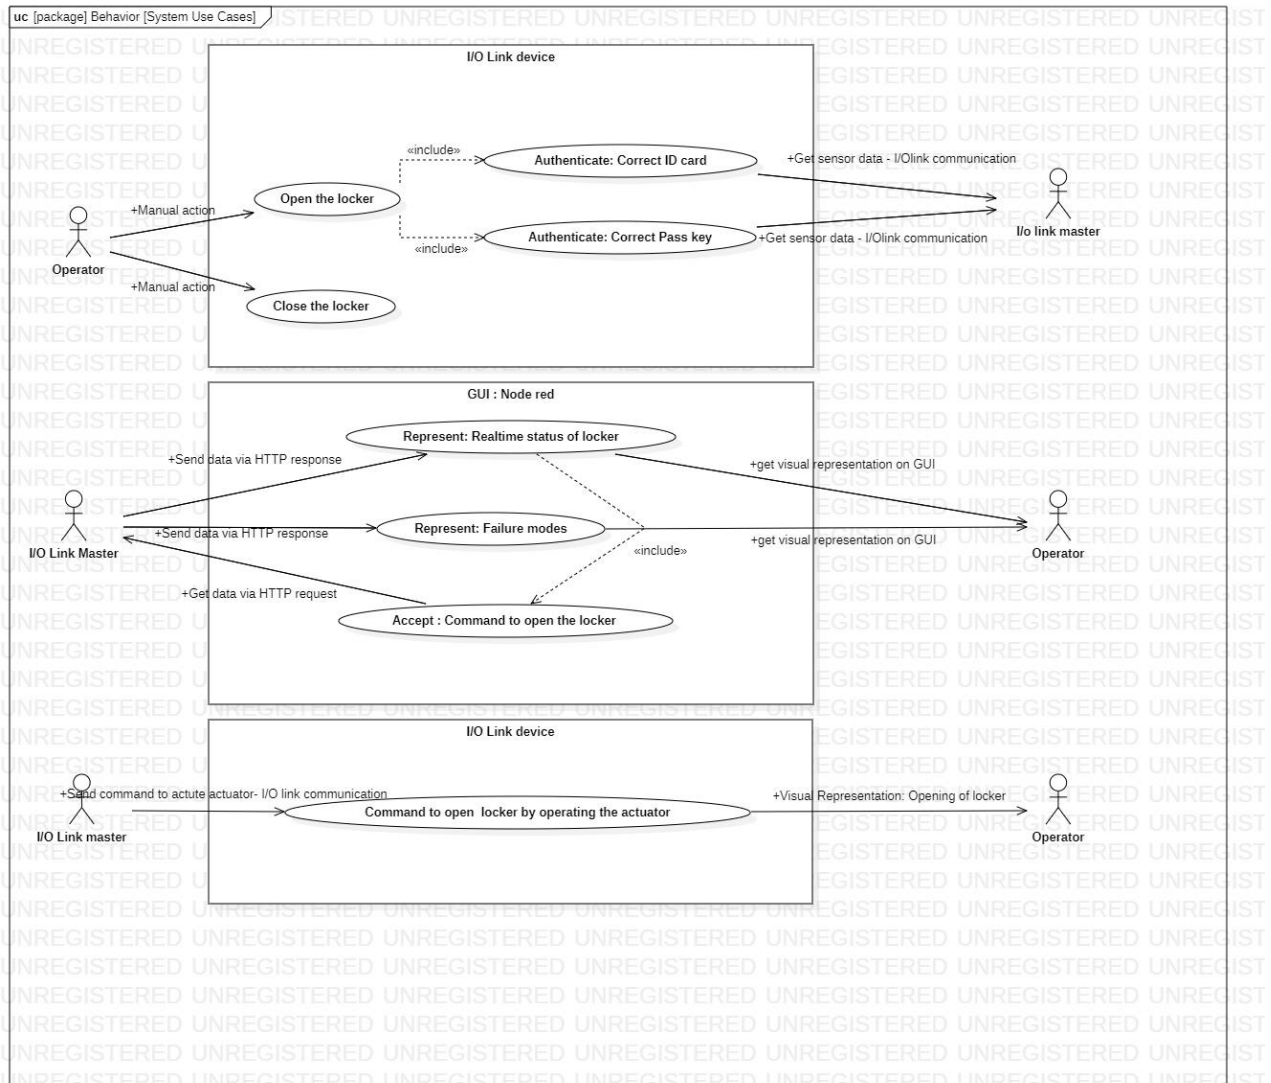 uc [package] Behavior [System Use Cases]
I/O Link device
«include»
Authenticate: Correct ID card
+Get sensor data - I/Olink communication
Open the locker
+Manual action
I/o link master
Authenticate: Correct Pass key
+Get sensor data - I/Olink communication
«include»
Operator
+Manual action
Close the locker
GUI : Node red
Represent: Realtime status of locker
+Send data via HTTP response
+get visual representation on GUI
Represent: Failure modes
+Send data via HTTP response
+get visual representation on GUI
I/O Link Master
«include»
Operator
+Get data via HTTP request
Accept : Command to open the locker
I/O Link device
+Send command to actute actuator- I/O link communication
+Visual Representation: Opening of locker
Command to open  locker by operating the actuator
I/O Link master
Operator
UNREGISTERED